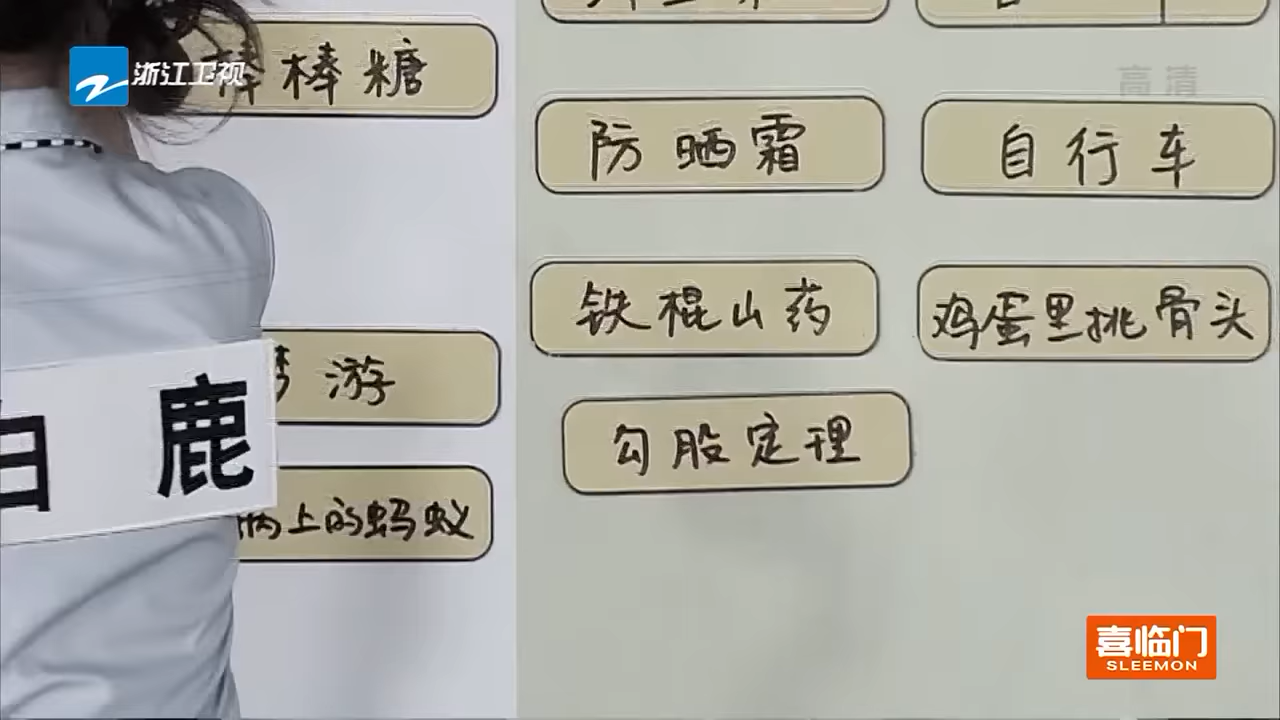 浙江卫视
高清
棒棒糖
防晒霜
自行车
铁棍山药
鸡蛋里挑骨头
游
勾股定理
白鹿
锅上的蚂蚁
喜临门
SLEEMON